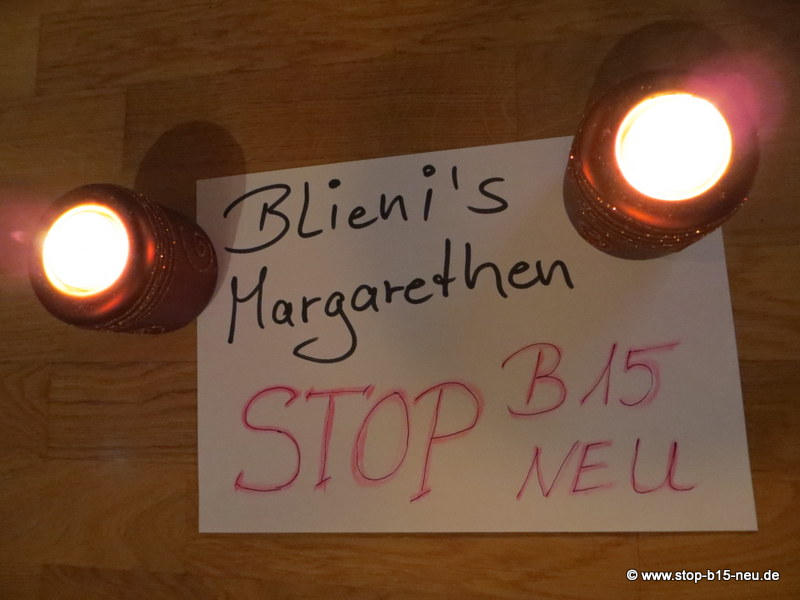 BLieni's
Margarethen
STOP B15
NEU
© www.stop-b15-neu.de